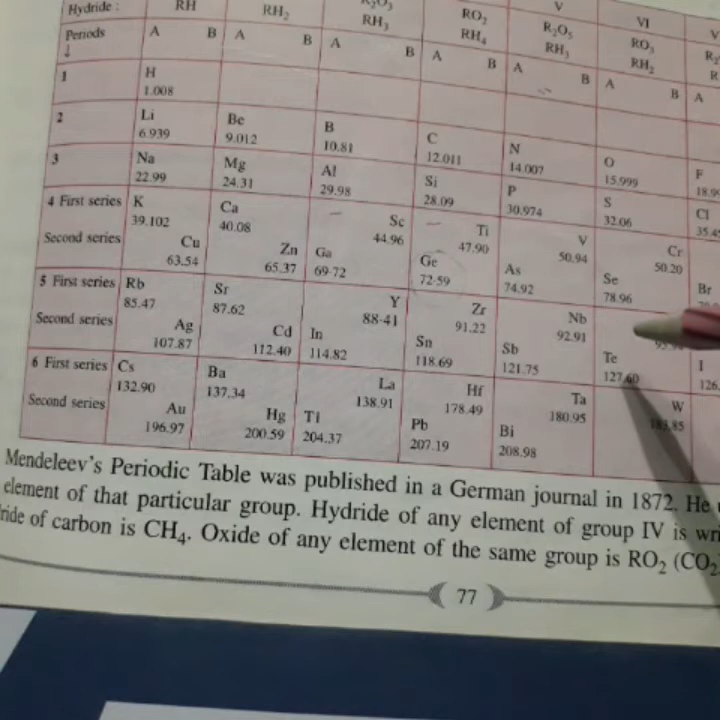 Hydride : RH RH2 R2O3 RH3 RO2 RH4 V R2O5 RH3 VI RO3 RH2
Periods A B A B A B A B A B A B A
↓
1 H
1.008
2 Li Be B C N O F
6.939 9.012 10.81 12.011 14.007 15.999
3 Na Mg Al Si P S Cl
22.99 24.31 29.98 28.09 30.974 32.06
4 First series K Ca Sc Ti V Cr
39.102 40.08 44.96 47.90 50.94 50.20
Second series Cu Zn Ga Ge As Se Br
63.54 65.37 69.72 72.59 74.92 78.96
5 First series Rb Sr Y Zr Nb
85.47 87.62 88.41 91.22 92.91
Second series Ag Cd In Sn Sb Te I
107.87 112.40 114.82 118.69 121.75 127.60 126.
6 First series Cs Ba La Hf Ta W
132.90 137.34 138.91 178.49 180.95
Second series Au Hg Tl Pb Bi
196.97 200.59 204.37 207.19 208.98
Mendeleev's Periodic Table was published in a German journal in 1872. He
element of that particular group. Hydride of any element of group IV is
of carbon is CH4. Oxide of any element of the same group is RO2 (CO2
77